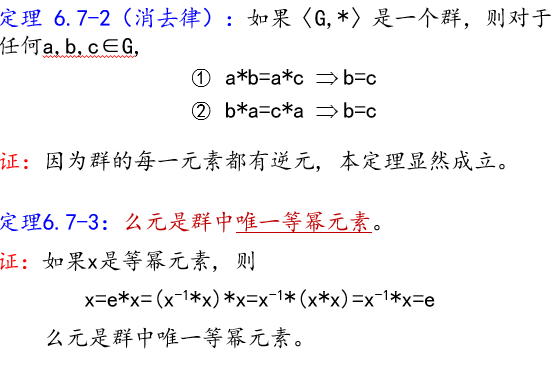 定理 6.7-2（消去律）：如果〈G,*〉是一个群，则对于
任何a,b,c∈G,
① a*b=a*c ⇒b=c
② b*a=c*a ⇒b=c
证：因为群的每一元素都有逆元，本定理显然成立。
定理6.7-3：么元是群中唯一等幂元素。
证：如果x是等幂元素，则
x=e*x=(x⁻¹*x)*x=x⁻¹*(x*x)=x⁻¹*x=e
么元是群中唯一等幂元素。